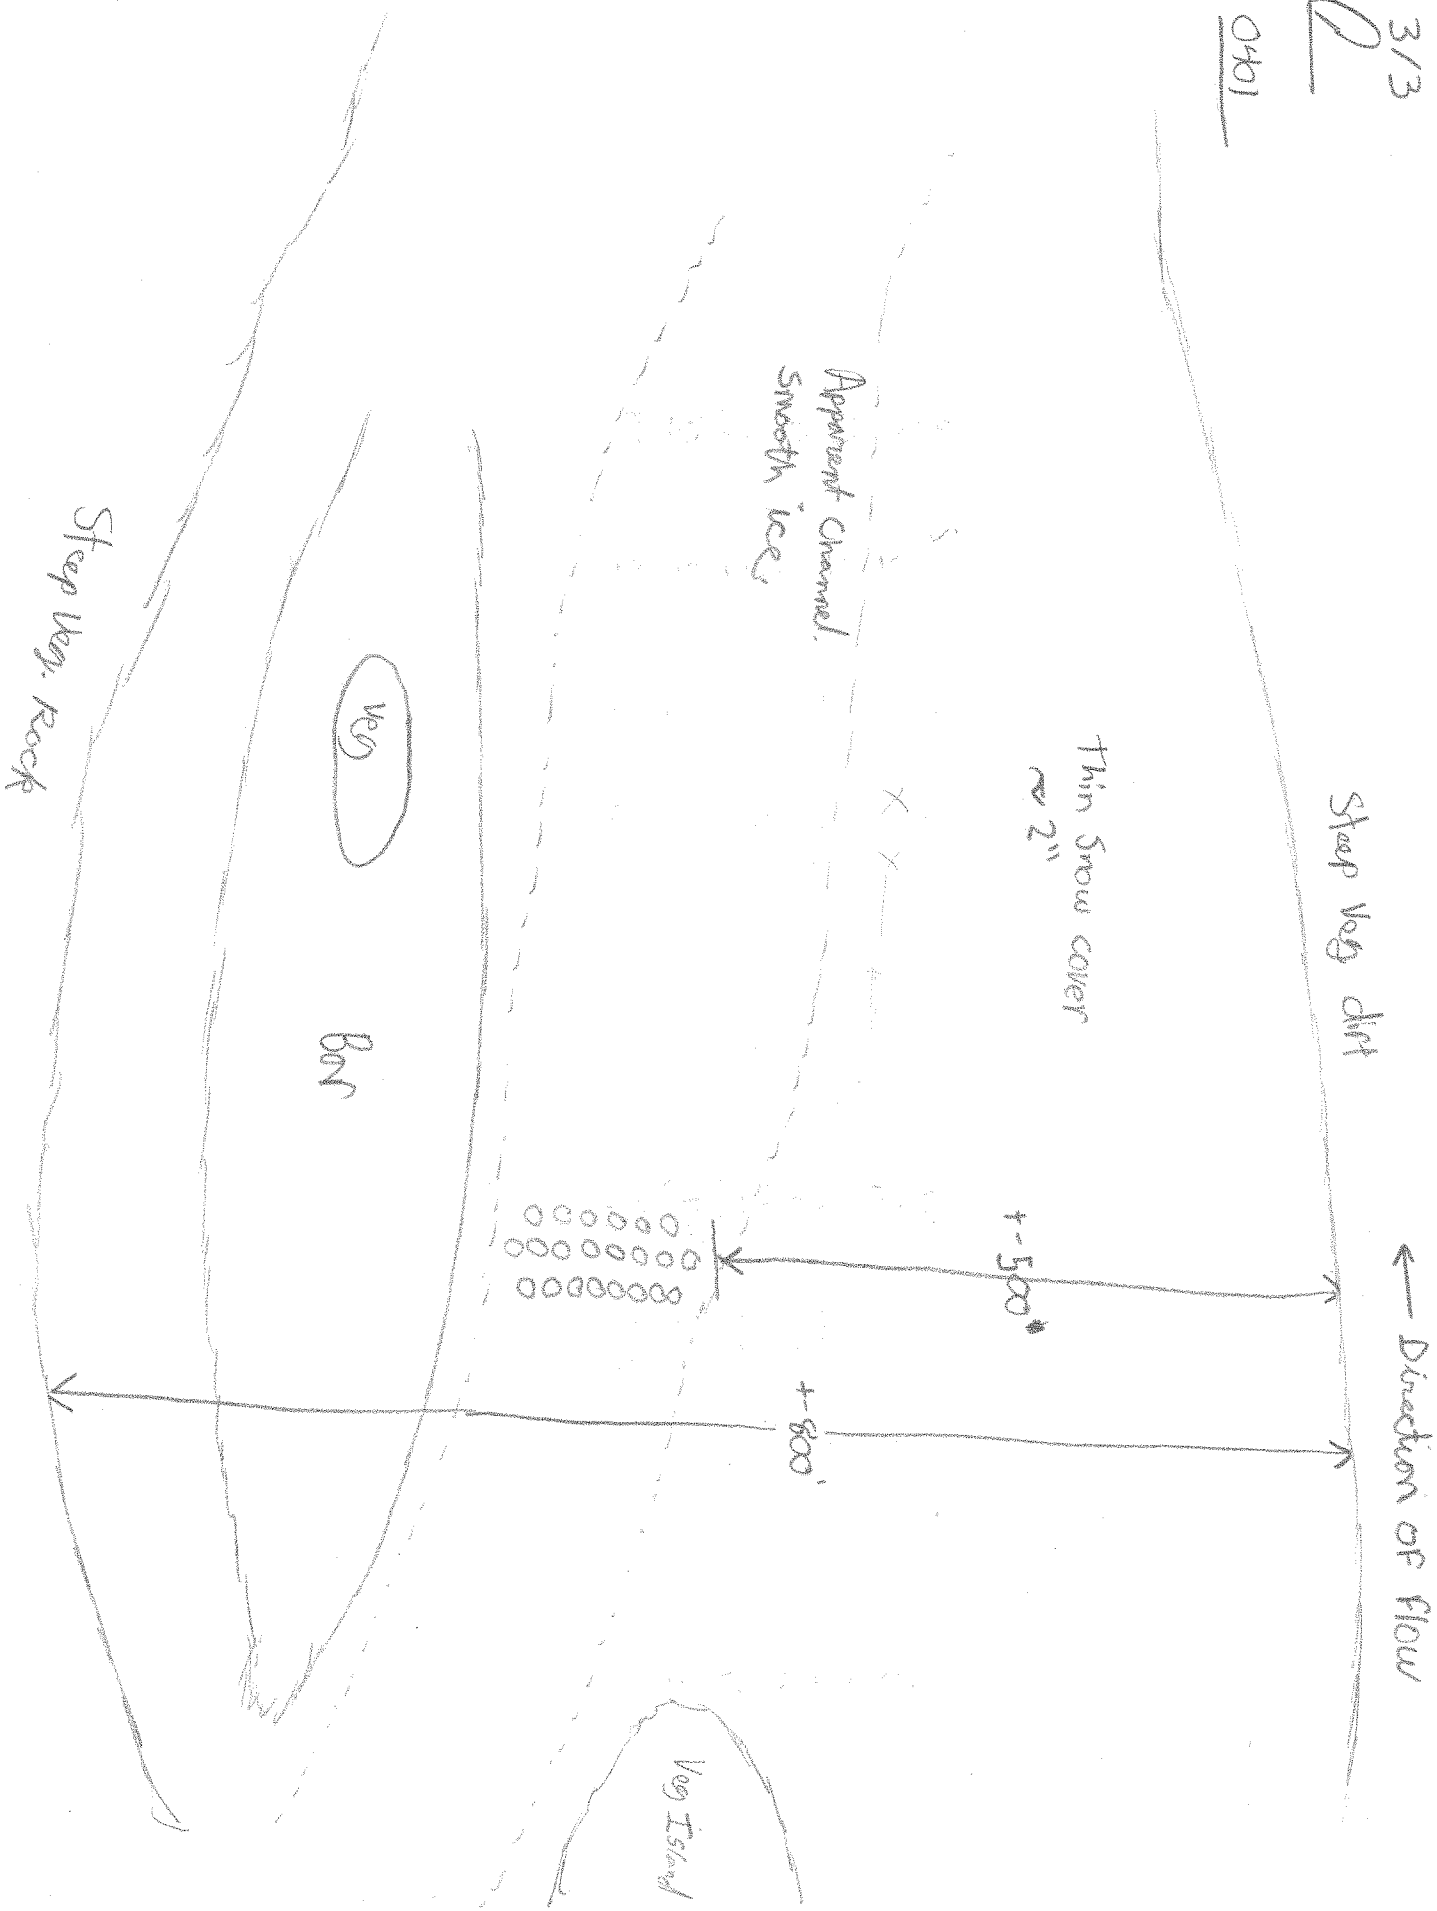 3/3
0401
← Direction of flow
Steep Veg dirt
Thin Snow cover
≈ 2"
+-500'
+-800'
Apparent Channel.
Smooth ice
Veg
Bar
Veg Island
Steep Veg. Rock